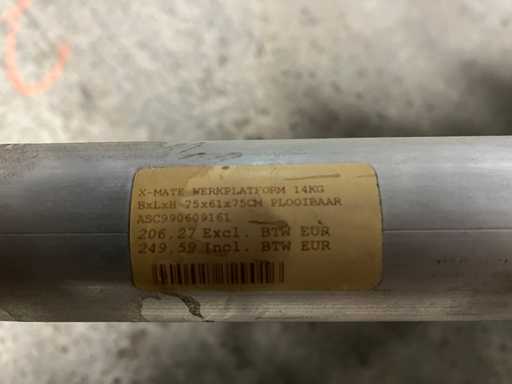 X-MATE WERKPLATFORM 14KG
BxLxH 75x61x75CM PLOOIBAAR
ASC990609161
206.27 Excl. BTW EUR
249.59 Incl. BTW EUR